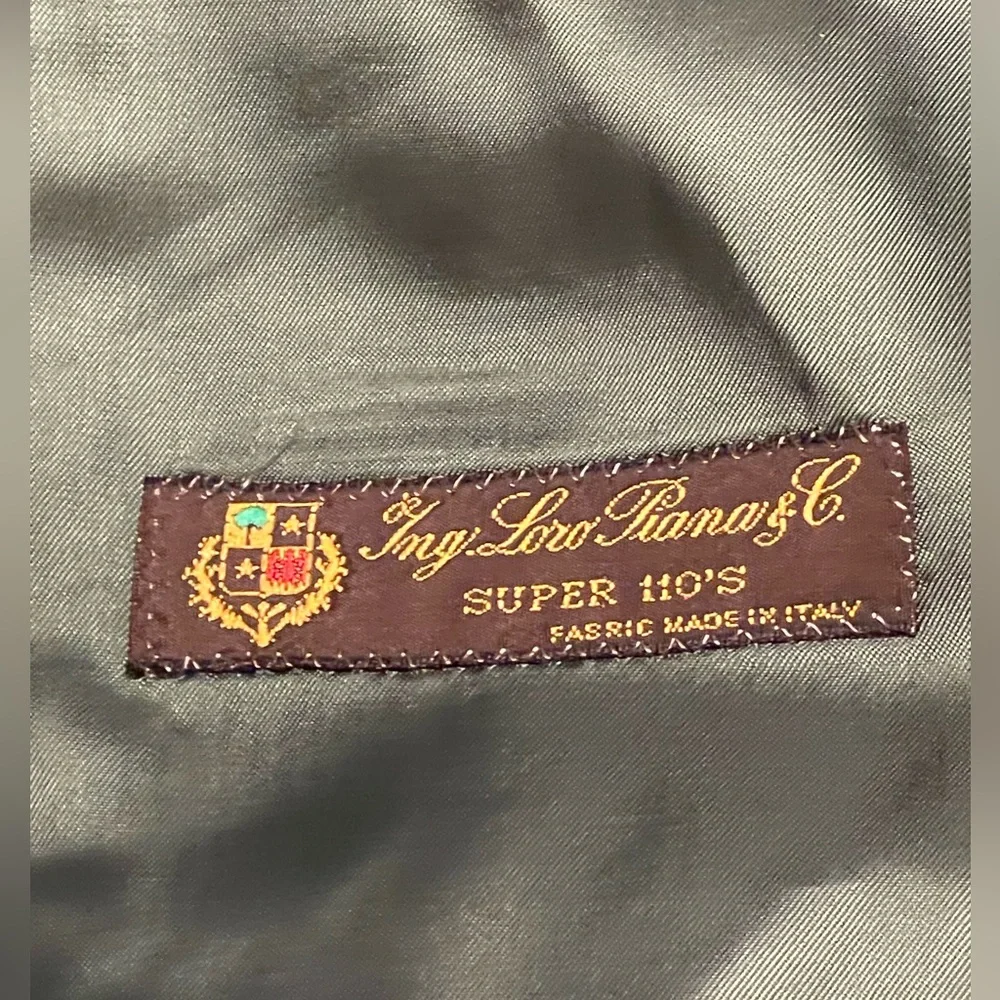 Ing. Loro Piana & C.
SUPER 110'S
FABRIC MADE IN ITALY